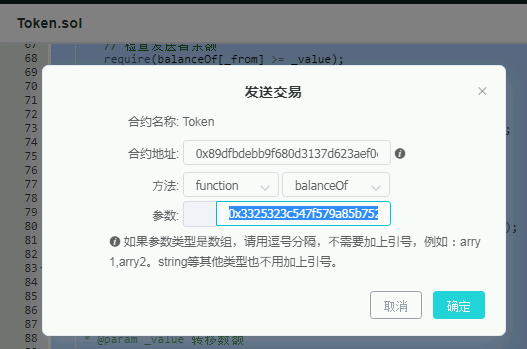 Token.sol
67 // 检查发送者余额
68 require(balanceOf[_from] >= _value);
69
发送交易
70
71
合约名称: Token
72
73 ;
合约地址: 0x89dfbdebb9f680d3137d623aef0
74
75
76
方法: function balanceOf
77
78
79
参数: 0x3325323c547f579a85b752
80 );
81
如果参数类型是数组，请用逗号分隔，不需要加上引号，例如：arry
82
1,arry2。string等其他类型也不用加上引号。
83
84
85
取消 确定
86
87
88 * @param _value 转移数额